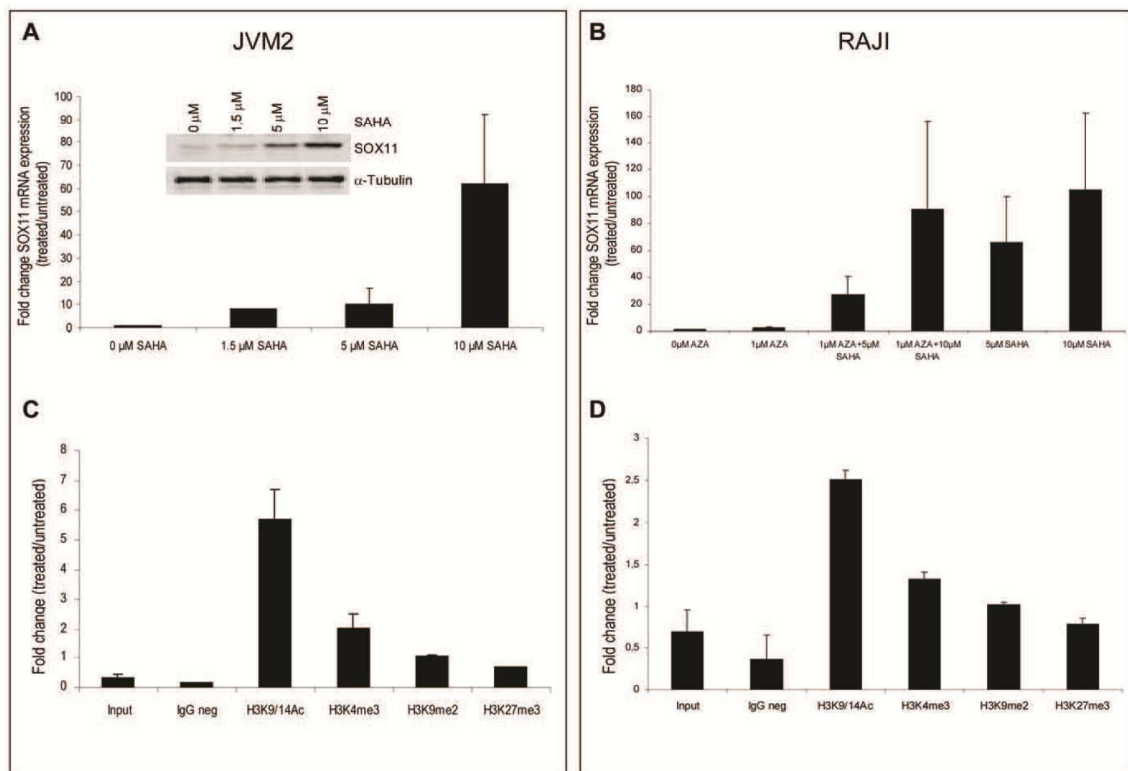 A
JVM2
Fold change SOX11 mRNA expression
(treated/untreated)
100
90
80
70
60
50
40
30
20
10
0
0 µM
1.5 µM
5 µM
10 µM
SAHA
SOX11
α-Tubulin
0 µM SAHA
1.5 µM SAHA
5 µM SAHA
10 µM SAHA
B
RAJI
Fold change SOX11 mRNA expression
(treated/untreated)
180
160
140
120
100
80
60
40
20
0
0µM AZA
1µM AZA
1µM AZA+5µM
SAHA
1µM AZA+10µM
SAHA
5µM SAHA
10µM SAHA
C
Fold change (treated/untreated)
8
7
6
5
4
3
2
1
0
Input
IgG neg
H3K9/14Ac
H3K4me3
H3K9me2
H3K27me3
D
Fold change (treated/untreated)
3
2.5
2
1.5
1
0.5
0
Input
IgG neg
H3K9/14Ac
H3K4me3
H3K9me2
H3K27me3